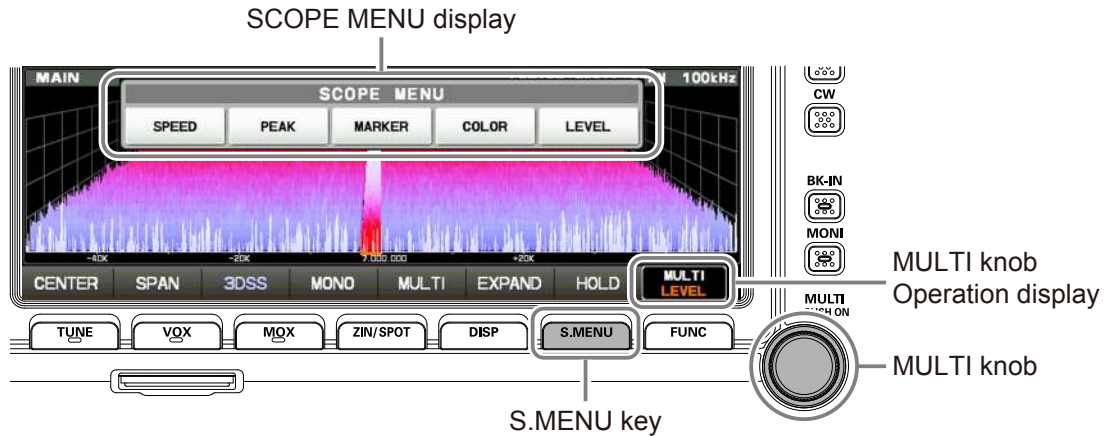 SCOPE MENU display
MAIN
100kHz
SCOPE MENU
SPEED PEAK MARKER COLOR LEVEL
-40K -20K 7.000.000 +20K
CENTER SPAN 3DSS MONO MULTI EXPAND HOLD MULTI LEVEL
TUNE VOX MOX ZIN/SPOT DISP S.MENU FUNC
CW
BK-IN
MONI
MULTI
MULTI knob
Operation display
MULTI knob
S.MENU key